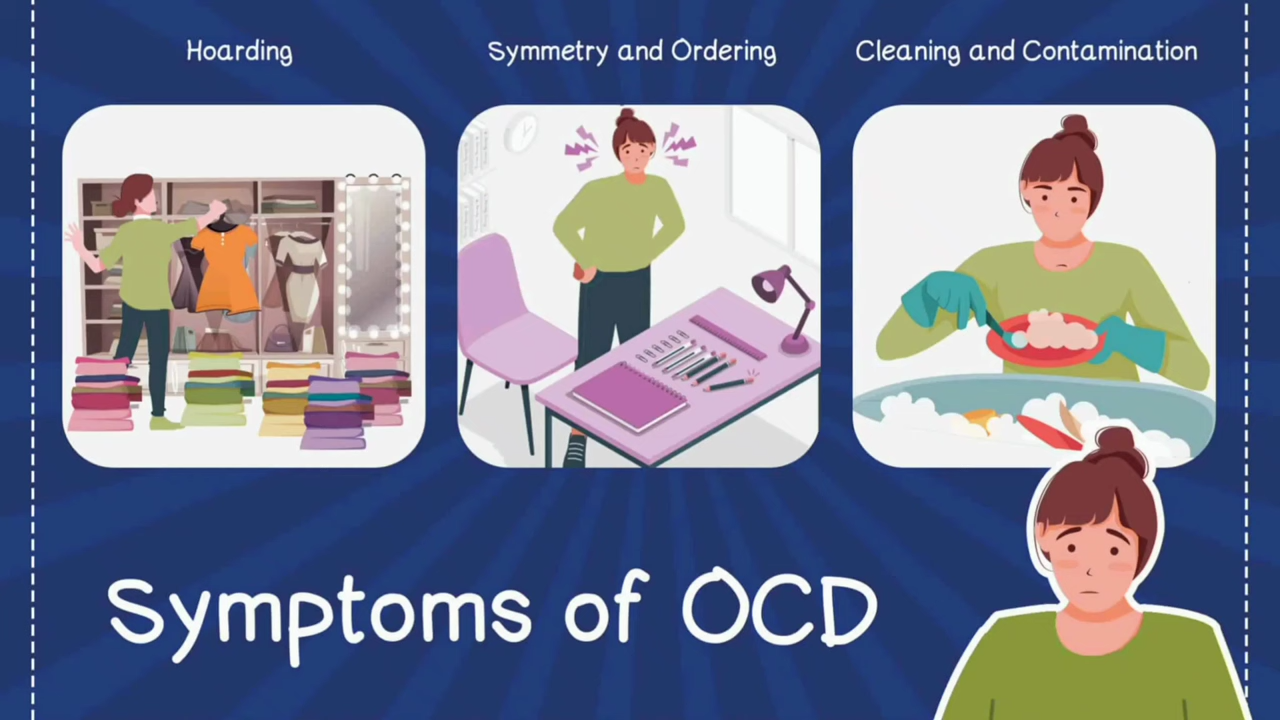 Hoarding
Symmetry and Ordering
Cleaning and Contamination
Symptoms of OCD